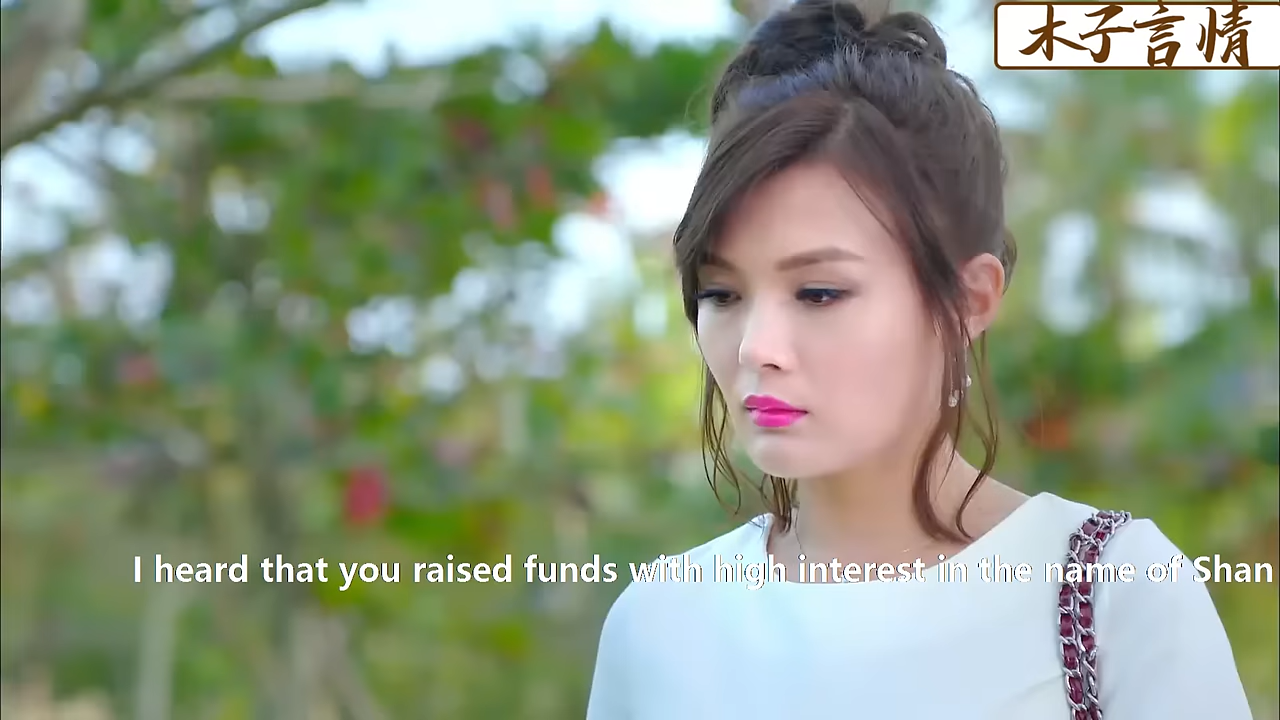 木子言情
I heard that you raised funds with high interest in the name of Shan